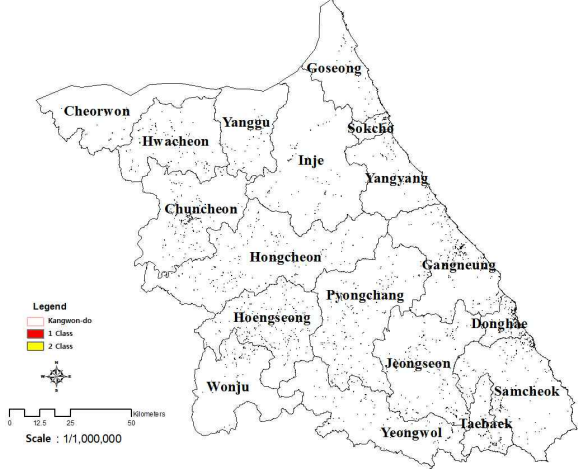 Goseong
Cheorwon
Yanggu
Sokcho
Hwacheon
Inje
Yangyang
Chuncheon
Hongcheon
Gangneung
Pyongchang
Legend
Kangwon-do
1 Class
2 Class
Hoengseong
Donghae
Jeongseon
N
W
E
S
Wonju
Samcheok
Taebaek
Yeongwol
Kilometers
0 12.5 25 50
Scale : 1/1,000,000